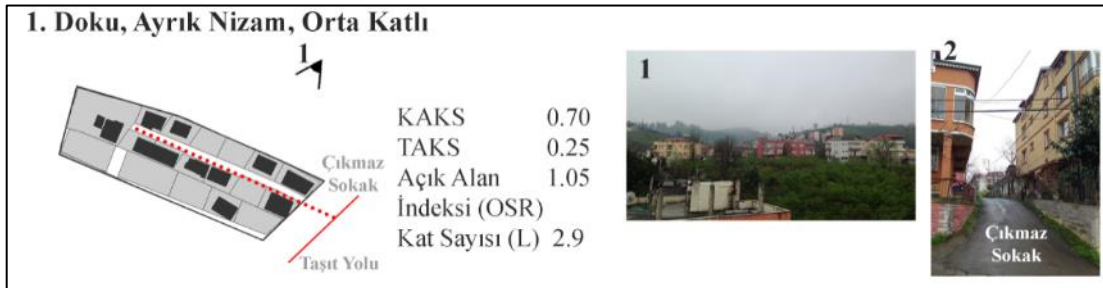 1. Doku, Ayrık Nizam, Orta Katlı
1
Çıkmaz
Sokak
Taşıt Yolu
KAKS 0.70
TAKS 0.25
Açık Alan 1.05
İndeksi (OSR)
Kat Sayısı (L) 2.9
1
2
Çıkmaz
Sokak